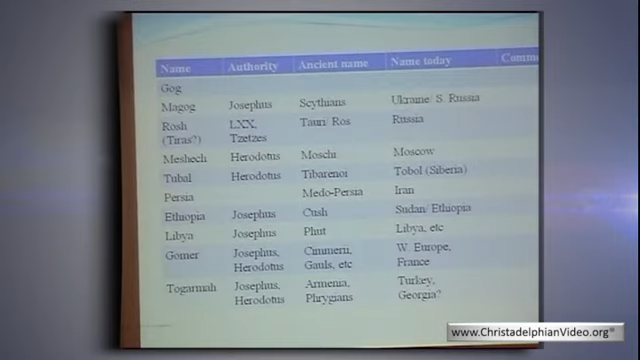 Name Authority Ancient name Name today Comm
Gog
Magog Josephus Scythians Ukraine/ S. Russia
Rosh LXX, Tauri/ Ros Russia
(Tiras?) Tzetzes
Meshech Herodotus Moschi Moscow
Tubal Herodotus Tibarenoi Tobol (Siberia)
Persia Medo-Persia Iran
Ethiopia Josephus Cush Sudan/ Ethiopia
Libya Josephus Phut Libya, etc
Gomer Josephus, Cimmerii, W. Europe,
Herodotus Gauls, etc France
Togarmah Josephus, Armenia, Turkey,
Herodotus Phrygians Georgia?
www.ChristadelphianVideo.org®